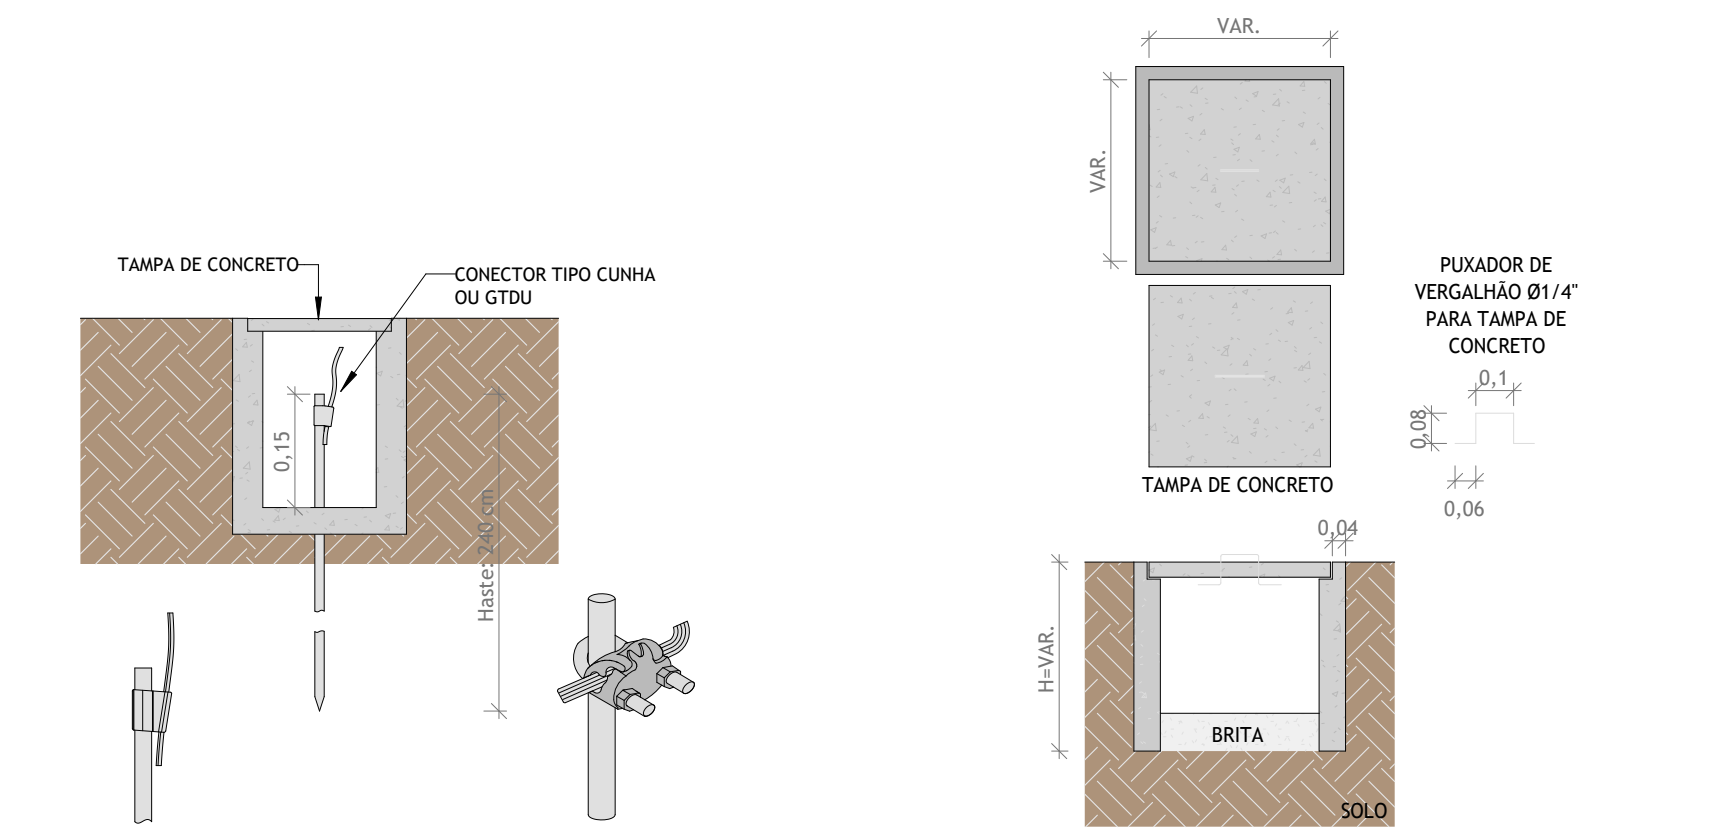 TAMPA DE CONCRETO
CONECTOR TIPO CUNHA
OU GTDU
0,15
Haste: 240 cm
VAR.
VAR.
TAMPA DE CONCRETO
PUXADOR DE
VERGALHÃO Ø1/4"
PARA TAMPA DE
CONCRETO
0,1
0,08
0,06
0,04
H=VAR.
BRITA
SOLO